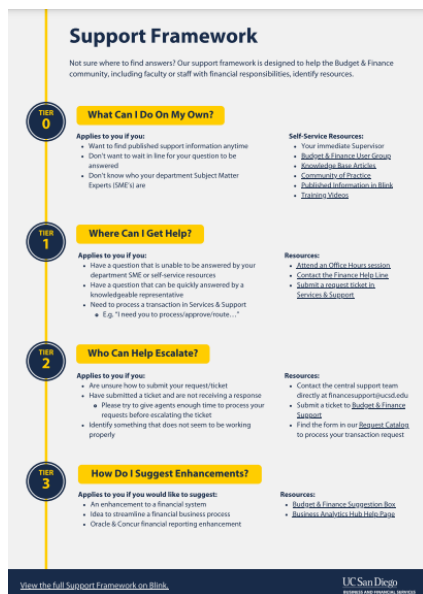 Support Framework
Not sure where to find answers? Our support framework is designed to help the Budget & Finance
community, including faculty or staff with financial responsibilities, identify resources.
TIER
0
What Can I Do On My Own?
Applies to you if you:
• Want to find published support information anytime
• Don't want to wait in line for your question to be
answered
• Don't know who your department Subject Matter
Experts (SME's) are
Self-Service Resources:
• Your immediate Supervisor
• Budget & Finance User Group
• Knowledge Base Articles
• Community of Practice
• Published Information in Blink
• Training Videos
TIER
1
Where Can I Get Help?
Applies to you if you:
• Have a question that is unable to be answered by your
department SME or self-service resources
• Have a question that can be quickly answered by a
knowledgeable representative
• Need to process a transaction in Services & Support
E.g. "I need you to process/approve/route…"
Resources:
• Attend an Office Hours session
• Contact the Finance Help Line
• Submit a request ticket in
Services & Support
TIER
2
Who Can Help Escalate?
Applies to you if you:
• Are unsure how to submit your request/ticket
• Have submitted a ticket and are not receiving a response
Please try to give agents enough time to process your
requests before escalating the ticket
• Identify something that does not seem to be working
properly
Resources:
• Contact the central support team
directly at financesupport@ucsd.edu
• Submit a ticket to Budget & Finance
Support
• Find the form in our Request Catalog
to process your transaction request
TIER
3
How Do I Suggest Enhancements?
Applies to you if you would like to suggest:
• An enhancement to a financial system
• Idea to streamline a financial business process
• Oracle & Concur financial reporting enhancement
Resources:
• Budget & Finance Suggestion Box
• Business Analytics Hub Help Page
View the full Support Framework on Blink.
UC San Diego
BUSINESS AND FINANCIAL SERVICES